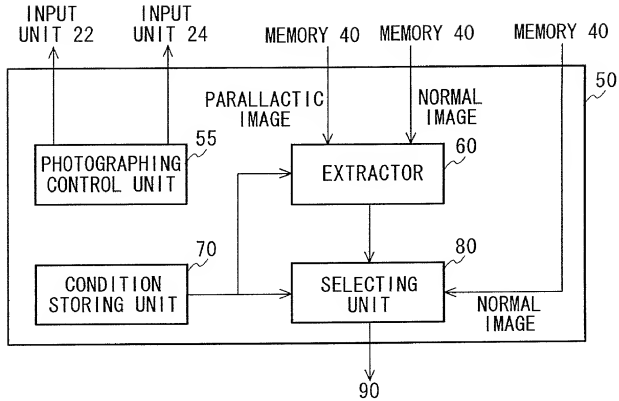 INPUT
UNIT 22
INPUT
UNIT 24
MEMORY 40
MEMORY 40
MEMORY 40
50
PARALLACTIC
IMAGE
NORMAL
IMAGE
55
PHOTOGRAPHING
CONTROL UNIT
60
EXTRACTOR
70
CONDITION
STORING UNIT
80
SELECTING
UNIT
NORMAL
IMAGE
90